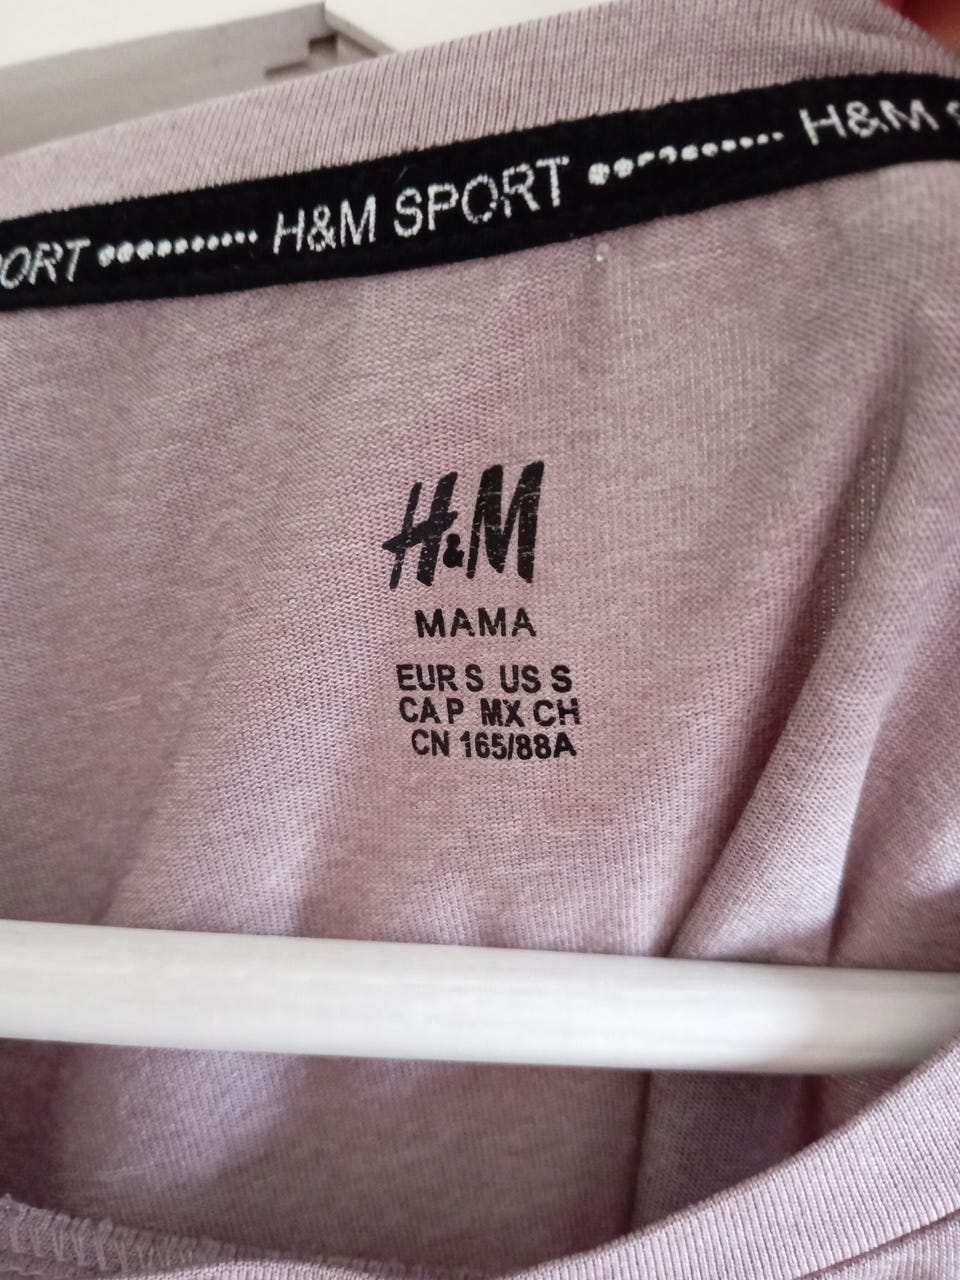 ORT •••••••••• H&M SPORT •••••••••• H&M S
H&M
MAMA
EUR S US S
CA P MX CH
CN 165/88A